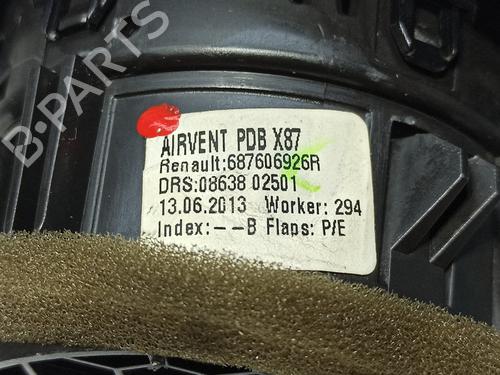 B-PARTS
AIRVENT PDB X87
Renault:687606926R
DRS:08638 02501
13.06.2013 Worker: 294
Index:--B Flaps: P/E